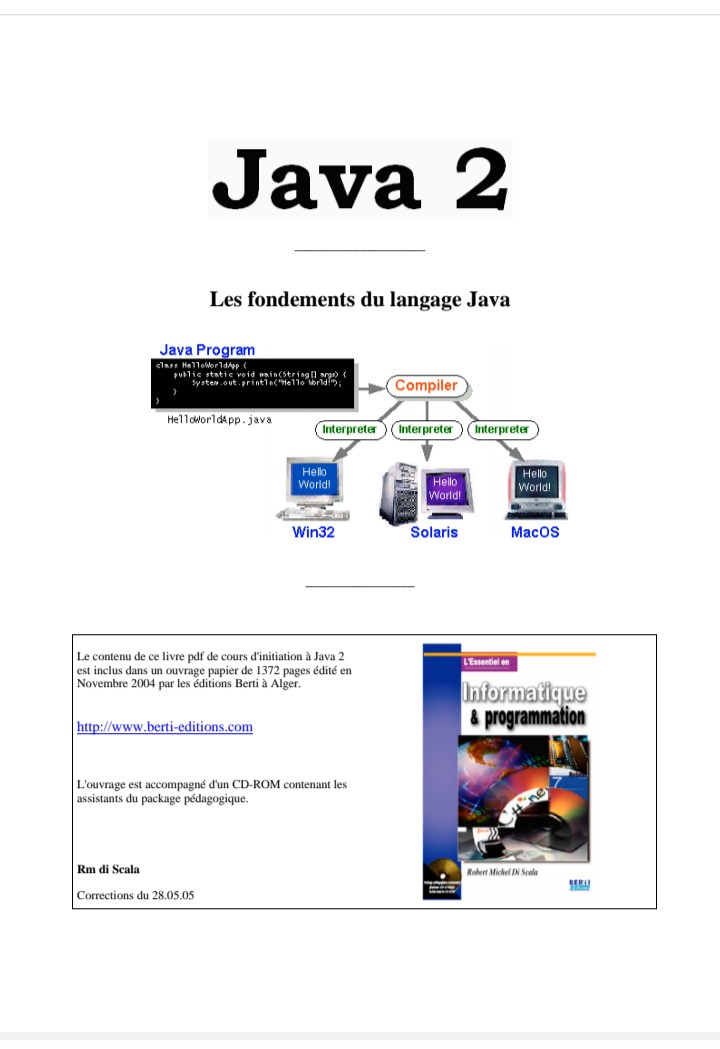 Java 2
Les fondements du langage Java
Java Program
class HelloWorldApp {
public static void main(String[] args) {
System.out.println("Hello World!");
}
}
HelloWorldApp.java
Compiler
Interpreter
Interpreter
Interpreter
Hello
World!
Hello
World!
Hello
World!
Win32
Solaris
MacOS
Le contenu de ce livre pdf de cours d'initiation à Java 2
est inclus dans un ouvrage papier de 1372 pages édité en
Novembre 2004 par les éditions Berti à Alger.
http://www.berti-editions.com
L'ouvrage est accompagné d'un CD-ROM contenant les
assistants du package pédagogique.
Rm di Scala
Corrections du 28.05.05
L'Essentiel en
Informatique
& programmation
7
C#
net
Java
Robert Michel Di Scala
BERTI